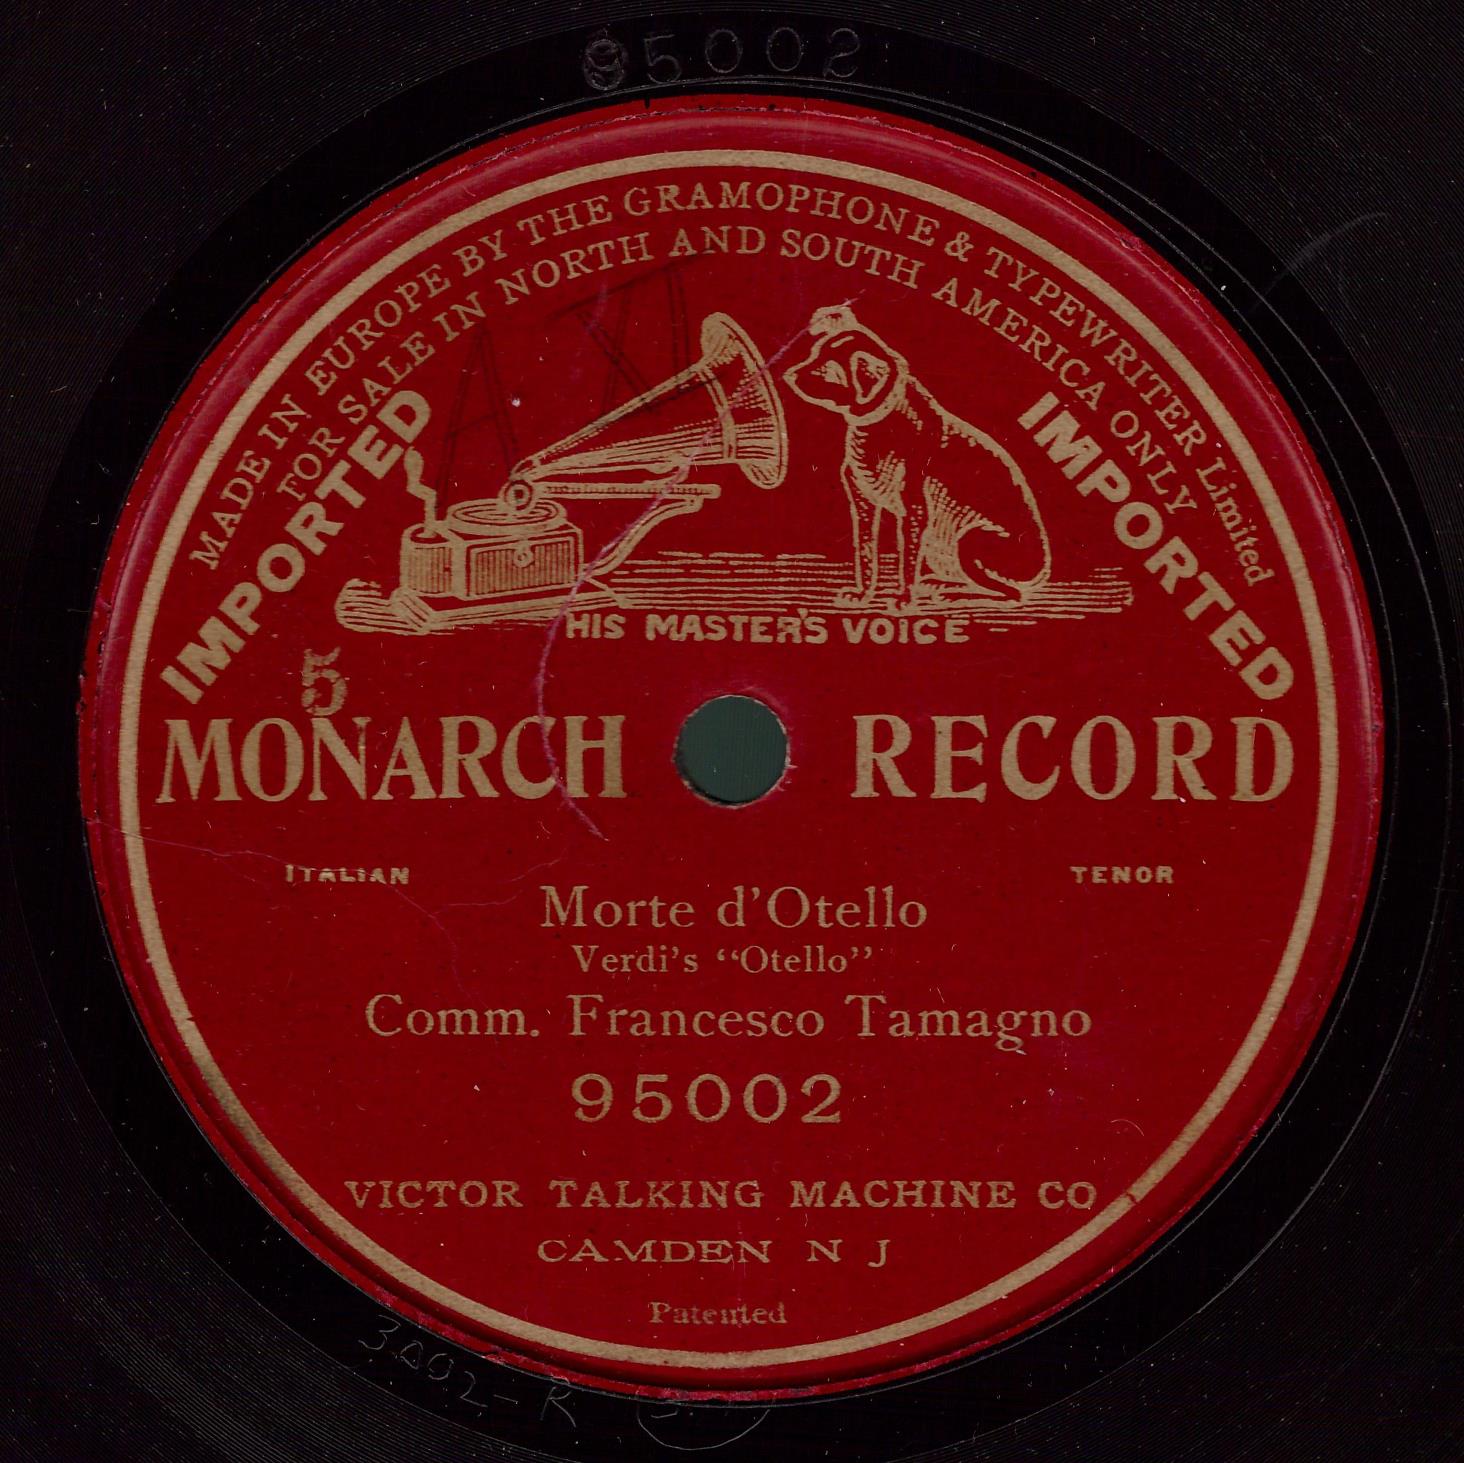 95002
MADE IN EUROPE BY THE GRAMOPHONE & TYPEWRITER Limited
FOR SALE IN NORTH AND SOUTH AMERICA ONLY
IMPORTED
IMPORTED
HIS MASTER'S VOICE
5
MONARCH RECORD
ITALIAN TENOR
Morte d'Otello
Verdi's “Otello”
Comm. Francesco Tamagno
95002
VICTOR TALKING MACHINE CO
CAMDEN N J
Patented